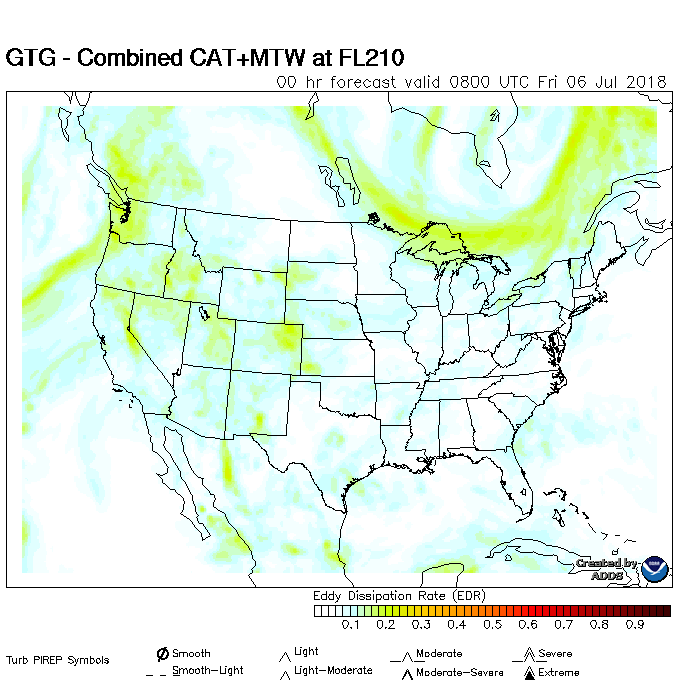 GTG - Combined CAT+MTW at FL210
00 hr forecast valid 0800 UTC Fri 06 Jul 2018
Created by
ADDS
NOAA
Eddy Dissipation Rate (EDR)
0.1 0.2 0.3 0.4 0.5 0.6 0.7 0.8 0.9
Turb PIREP Symbols
Smooth Light Moderate Severe
Smooth-Light Light-Moderate Moderate-Severe Extreme